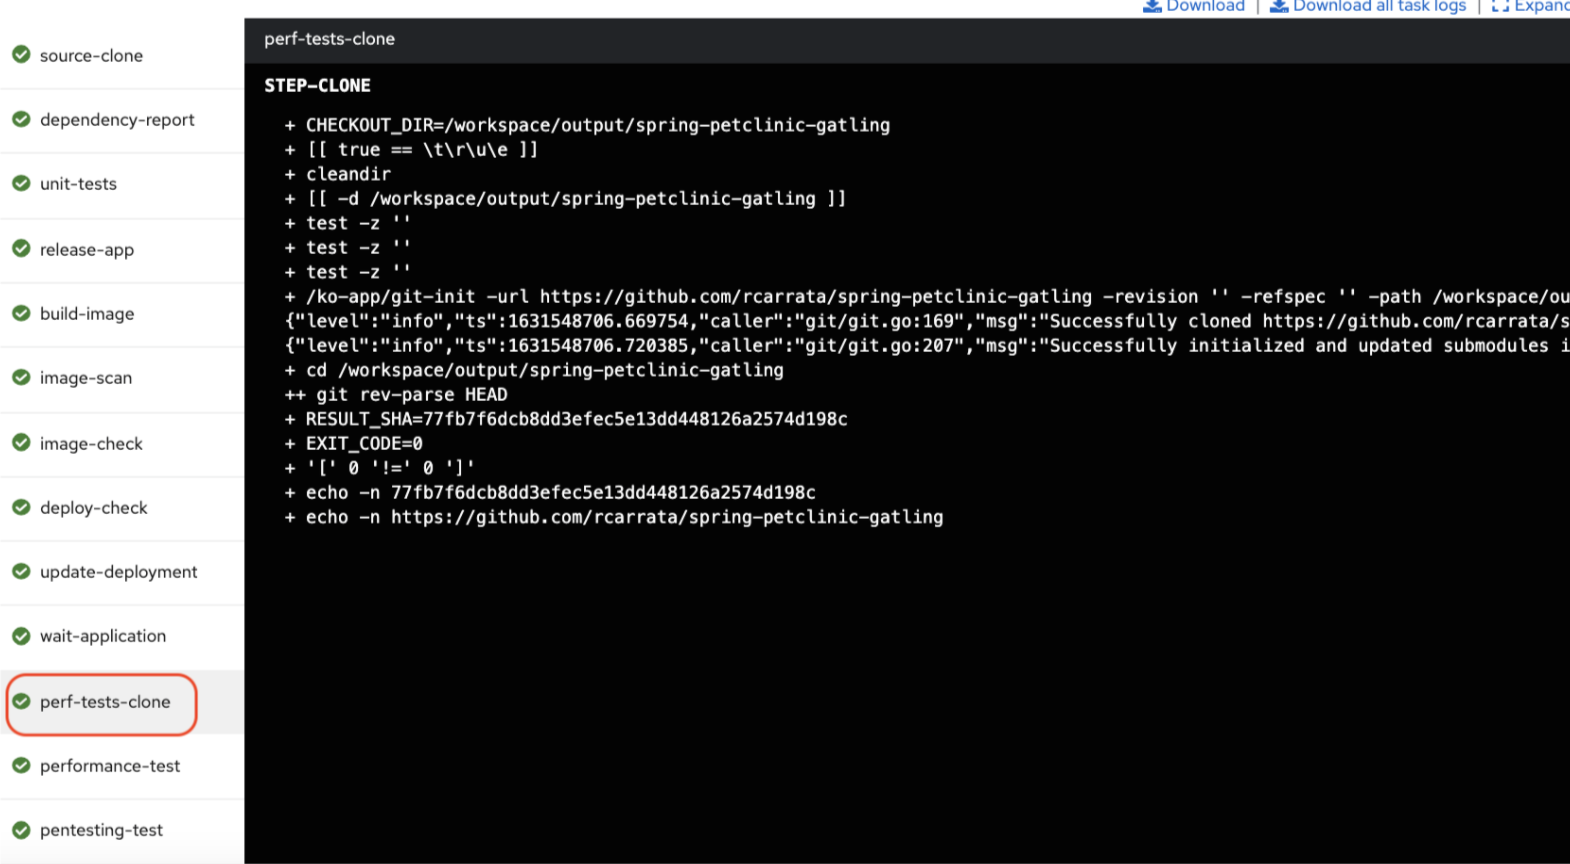 Download | Download all task logs | Expand
source-clone
dependency-report
unit-tests
release-app
build-image
image-scan
image-check
deploy-check
update-deployment
wait-application
perf-tests-clone
performance-test
pentesting-test
perf-tests-clone
STEP-CLONE
+ CHECKOUT_DIR=/workspace/output/spring-petclinic-gatling
+ [[ true == \t\r\u\e ]]
+ cleandir
+ [[ -d /workspace/output/spring-petclinic-gatling ]]
+ test -z ''
+ test -z ''
+ test -z ''
+ /ko-app/git-init -url https://github.com/rcarrata/spring-petclinic-gatling -revision '' -refspec '' -path /workspace/ou
{"level":"info","ts":1631548706.669754,"caller":"git/git.go:169","msg":"Successfully cloned https://github.com/rcarrata/s
{"level":"info","ts":1631548706.720385,"caller":"git/git.go:207","msg":"Successfully initialized and updated submodules i
+ cd /workspace/output/spring-petclinic-gatling
++ git rev-parse HEAD
+ RESULT_SHA=77fb7f6dcb8dd3efec5e13dd448126a2574d198c
+ EXIT_CODE=0
+ '[' 0 '!=' 0 ']'
+ echo -n 77fb7f6dcb8dd3efec5e13dd448126a2574d198c
+ echo -n https://github.com/rcarrata/spring-petclinic-gatling